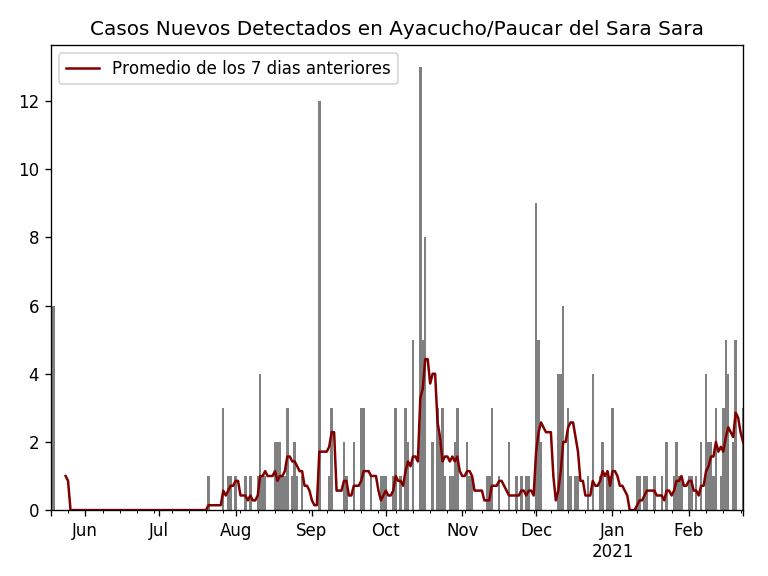 Casos Nuevos Detectados en Ayacucho/Paucar del Sara Sara
Promedio de los 7 dias anteriores
12
10
8
6
4
2
0
Jun Jul Aug Sep Oct Nov Dec Jan Feb
2021